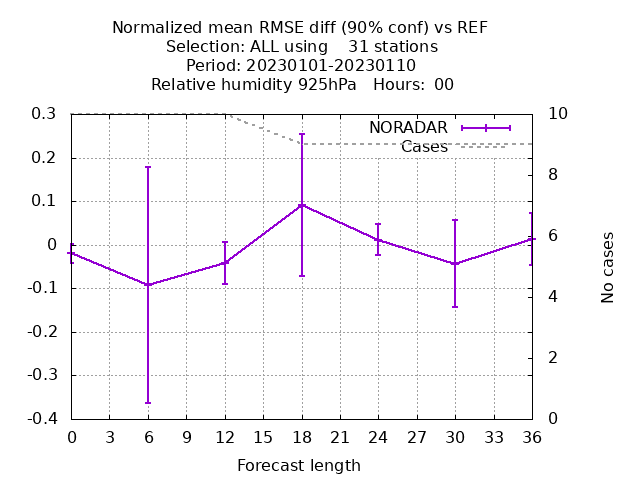 Normalized mean RMSE diff (90% conf) vs REF
Selection: ALL using    31 stations
Period: 20230101-20230110
Relative humidity 925hPa   Hours:  00
0.3
0.2
0.1
0
-0.1
-0.2
-0.3
-0.4
10
8
6
4
2
0
NORADAR
Cases
No cases
0 3 6 9 12 15 18 21 24 27 30 33 36
Forecast length